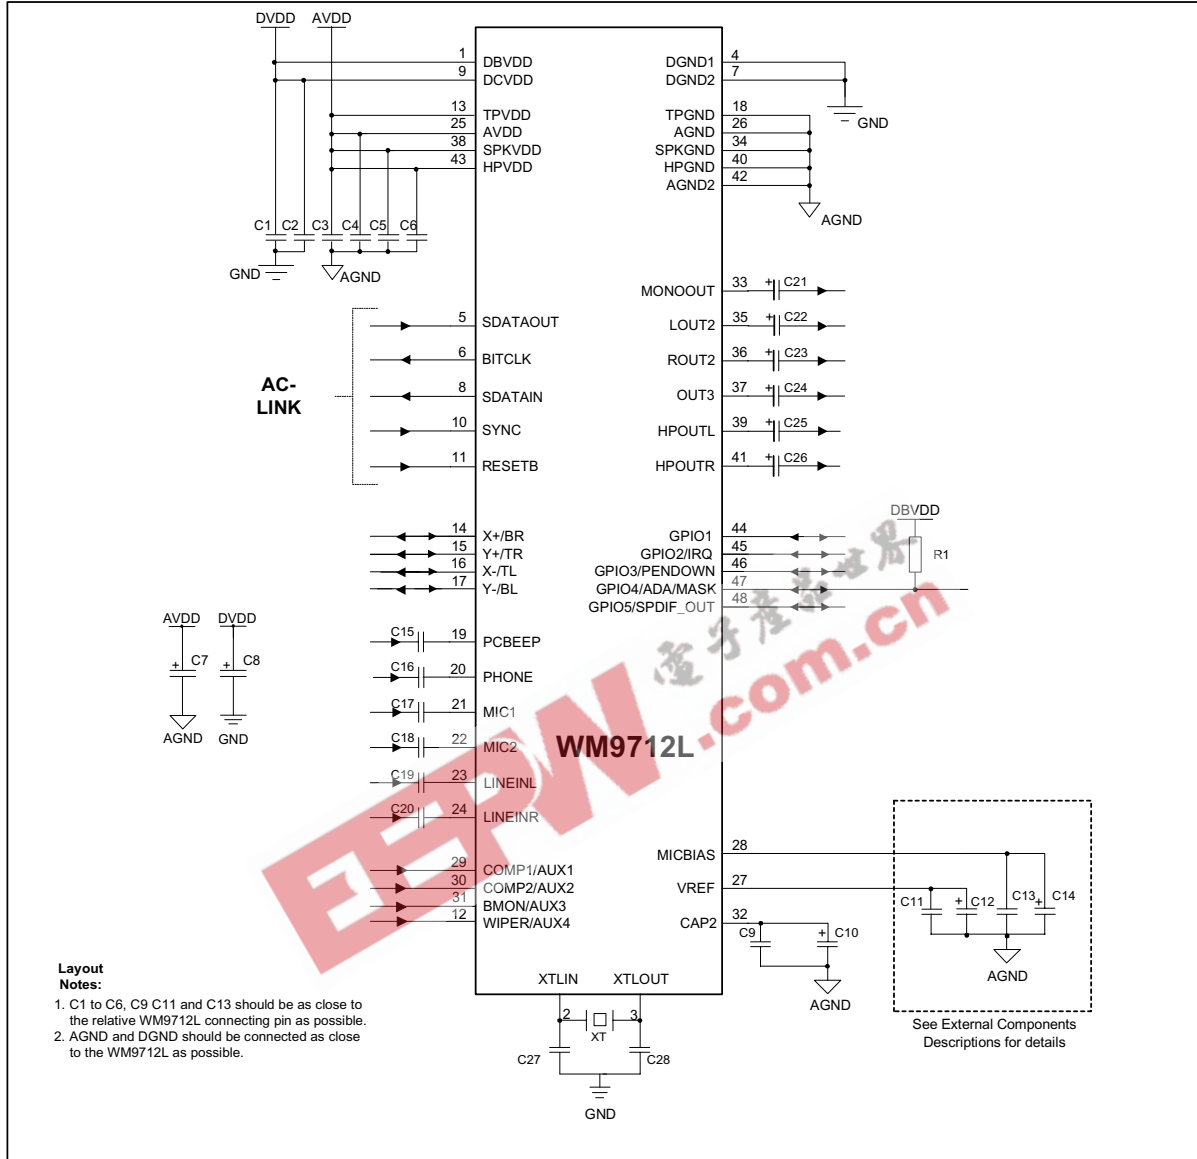 DVDD AVDD
1 DBVDD
9 DCVDD
13 TPVDD
25 AVDD
38 SPKVDD
43 HPVDD
C1 C2 C3 C4 C5 C6
GND AGND
DGND1 4
DGND2 7
GND
TPGND 18
AGND 26
SPKGND 34
HPGND 40
AGND2 42
AGND
AC-
LINK
5 SDATAOUT
6 BITCLK
8 SDATAIN
10 SYNC
11 RESETB
MONOOUT 33 + C21
LOUT2 35 + C22
ROUT2 36 + C23
OUT3 37 + C24
HPOUTL 39 + C25
HPOUTR 41 + C26
14 X+/BR
15 Y+/TR
16 X-/TL
17 Y-/BL
DBVDD
R1
GPIO1 44
GPIO2/IRQ 45
GPIO3/PENDOWN 46
GPIO4/ADA/MASK 47
GPIO5/SPDIF_OUT 48
AVDD DVDD
+ C7 + C8
AGND GND
C15 19 PCBEEP
C16 20 PHONE
C17 21 MIC1
C18 22 MIC2
C19 23 LINEINL
C20 24 LINEINR
WM9712L
EEPW.com.cn
電子產品世界
29 COMP1/AUX1
30 COMP2/AUX2
31 BMON/AUX3
12 WIPER/AUX4
MICBIAS 28
VREF 27
CAP2 32
C9 + C10
AGND
C11 + C12 C13 + C14
AGND
See External Components
Descriptions for details
XTLIN XTLOUT
2 3
XT
C27 C28
GND
Layout
Notes:
1. C1 to C6, C9 C11 and C13 should be as close to
the relative WM9712L connecting pin as possible.
2. AGND and DGND should be connected as close
to the WM9712L as possible.